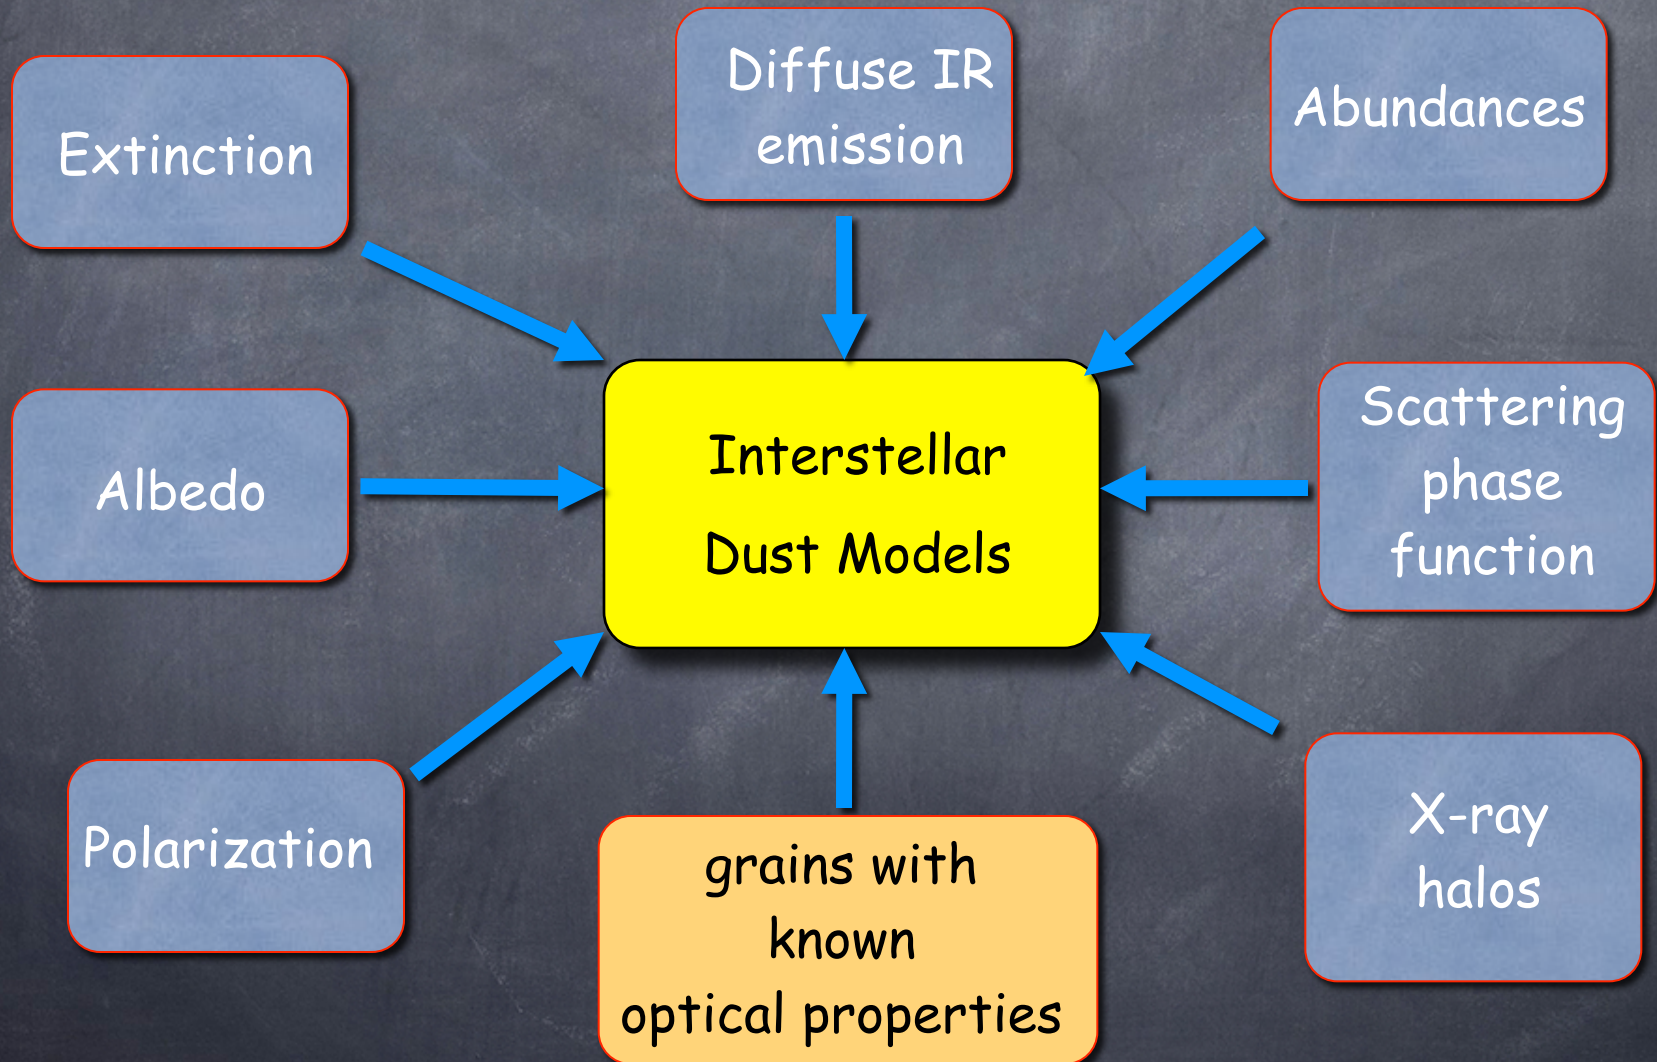 Extinction
Diffuse IR
emission
Abundances
Albedo
Interstellar
Dust Models
Scattering
phase
function
Polarization
grains with
known
optical properties
X-ray
halos